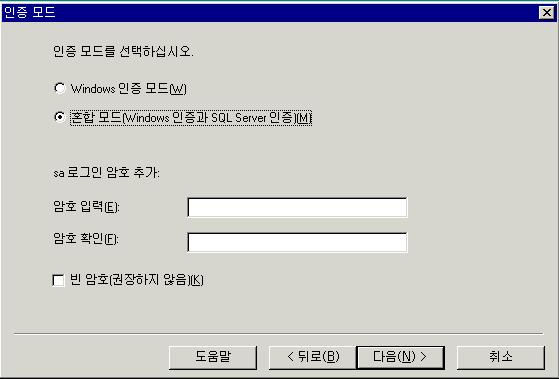 인증 모드
인증 모드를 선택하십시오.
Windows 인증 모드(W)
혼합 모드(Windows 인증과 SQL Server 인증)(M)
sa 로그인 암호 추가:
암호 입력(E):
암호 확인(F):
빈 암호(권장하지 않음)(K)
도움말 < 뒤로(B) 다음(N) > 취소